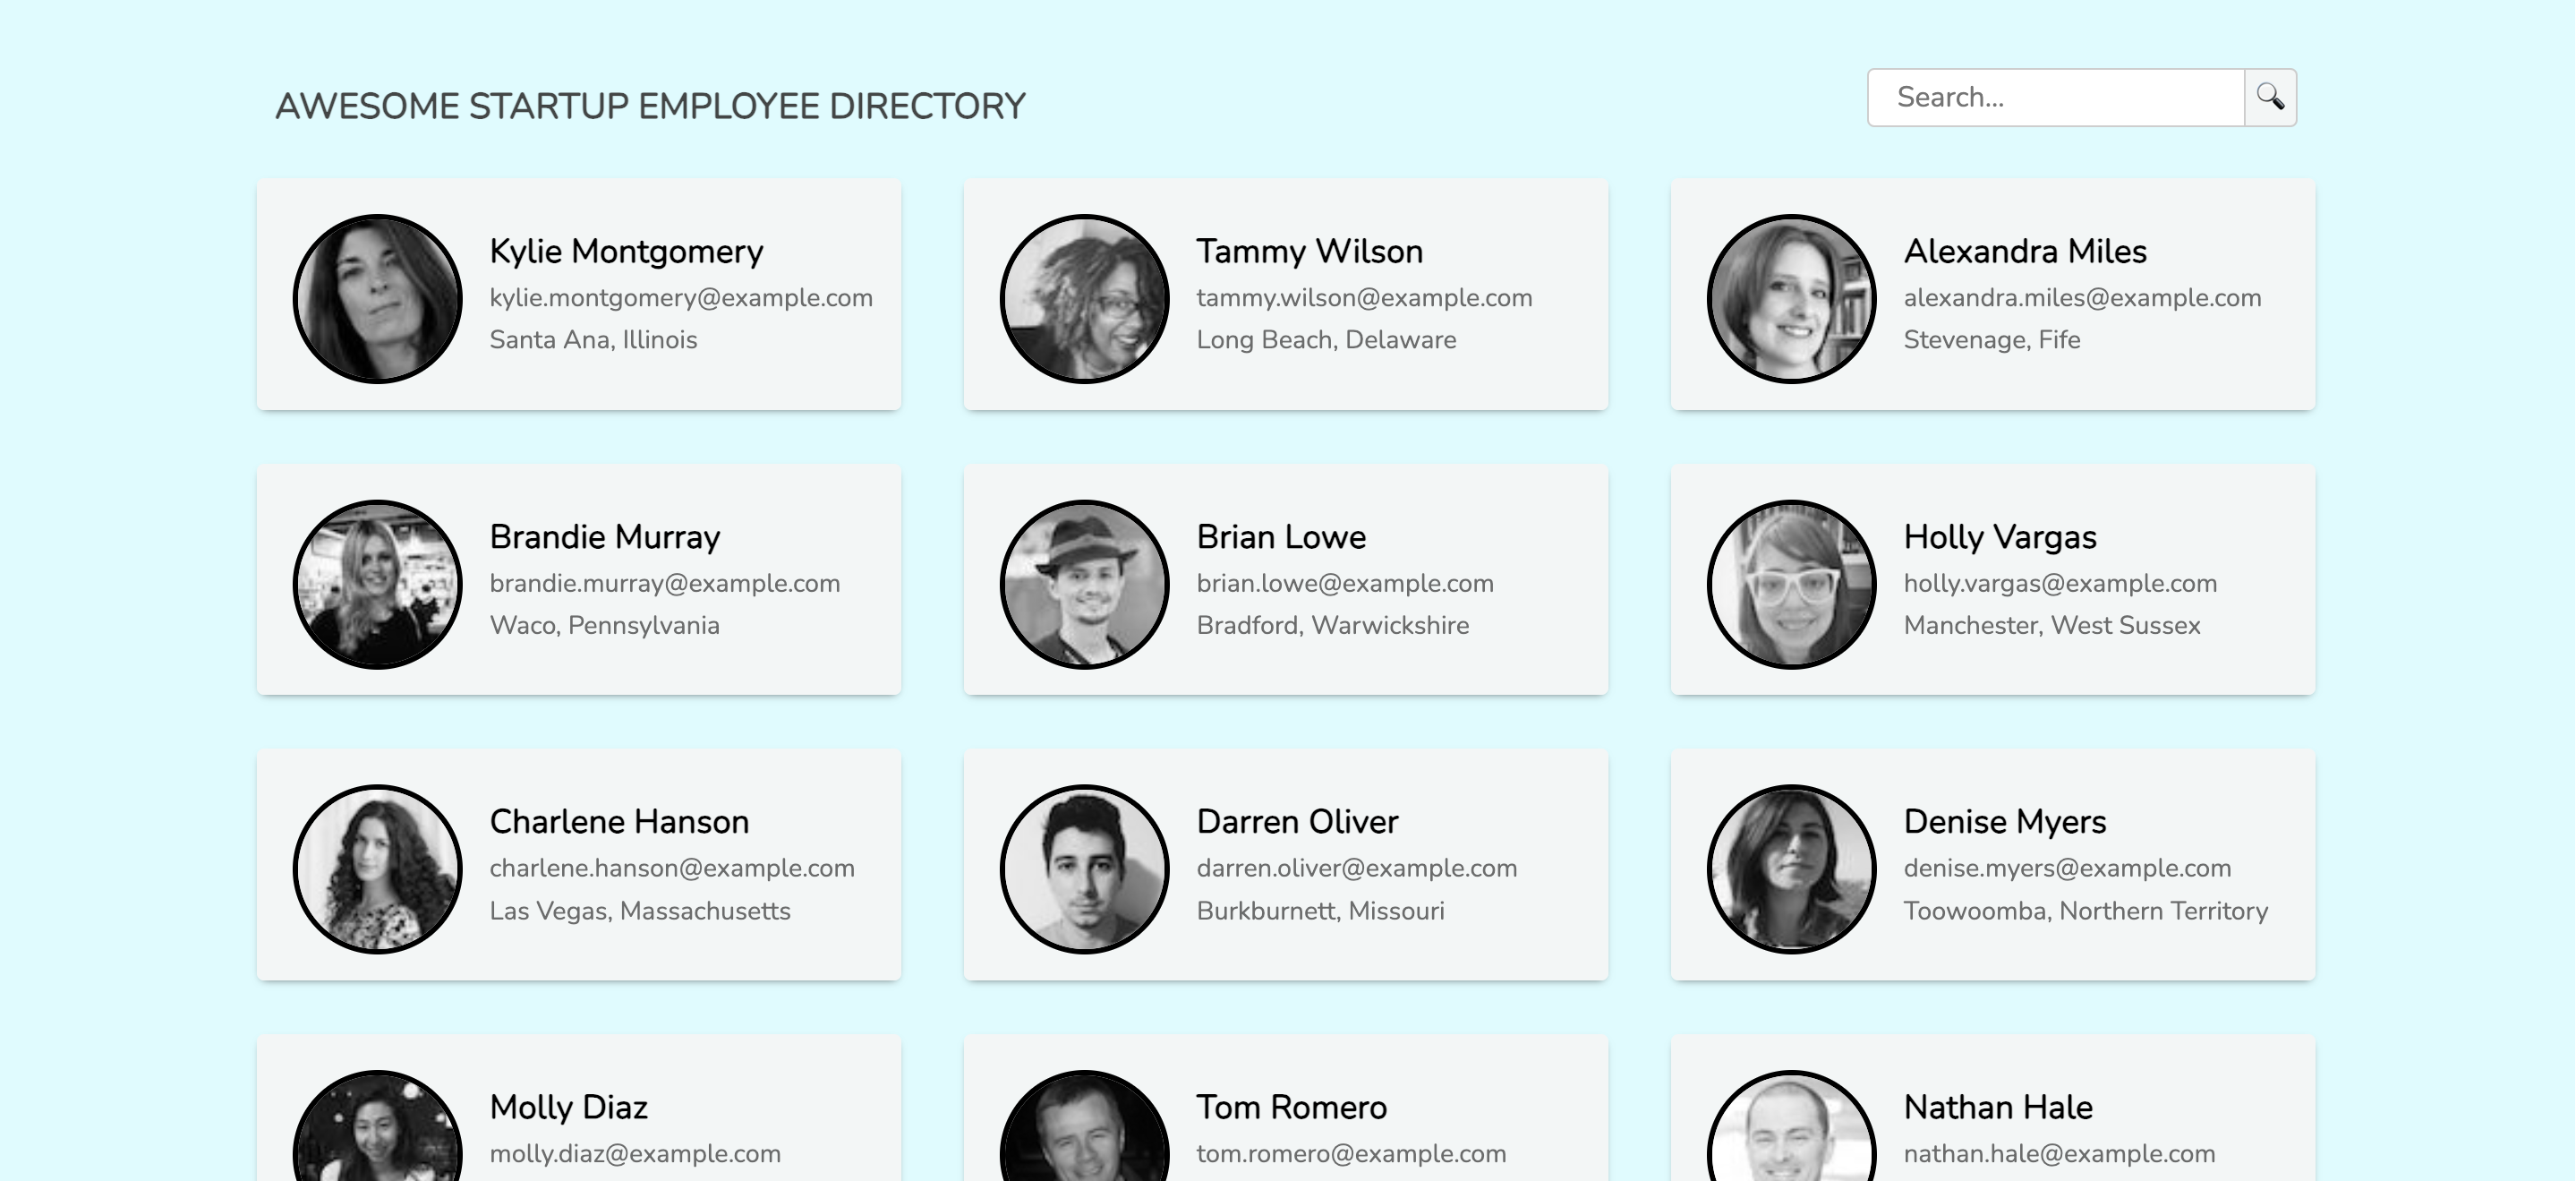 AWESOME STARTUP EMPLOYEE DIRECTORY
Search...
Kylie Montgomery
kylie.montgomery@example.com
Santa Ana, Illinois
Tammy Wilson
tammy.wilson@example.com
Long Beach, Delaware
Alexandra Miles
alexandra.miles@example.com
Stevenage, Fife
Brandie Murray
brandie.murray@example.com
Waco, Pennsylvania
Brian Lowe
brian.lowe@example.com
Bradford, Warwickshire
Holly Vargas
holly.vargas@example.com
Manchester, West Sussex
Charlene Hanson
charlene.hanson@example.com
Las Vegas, Massachusetts
Darren Oliver
darren.oliver@example.com
Burkburnett, Missouri
Denise Myers
denise.myers@example.com
Toowoomba, Northern Territory
Molly Diaz
molly.diaz@example.com
Tom Romero
tom.romero@example.com
Nathan Hale
nathan.hale@example.com